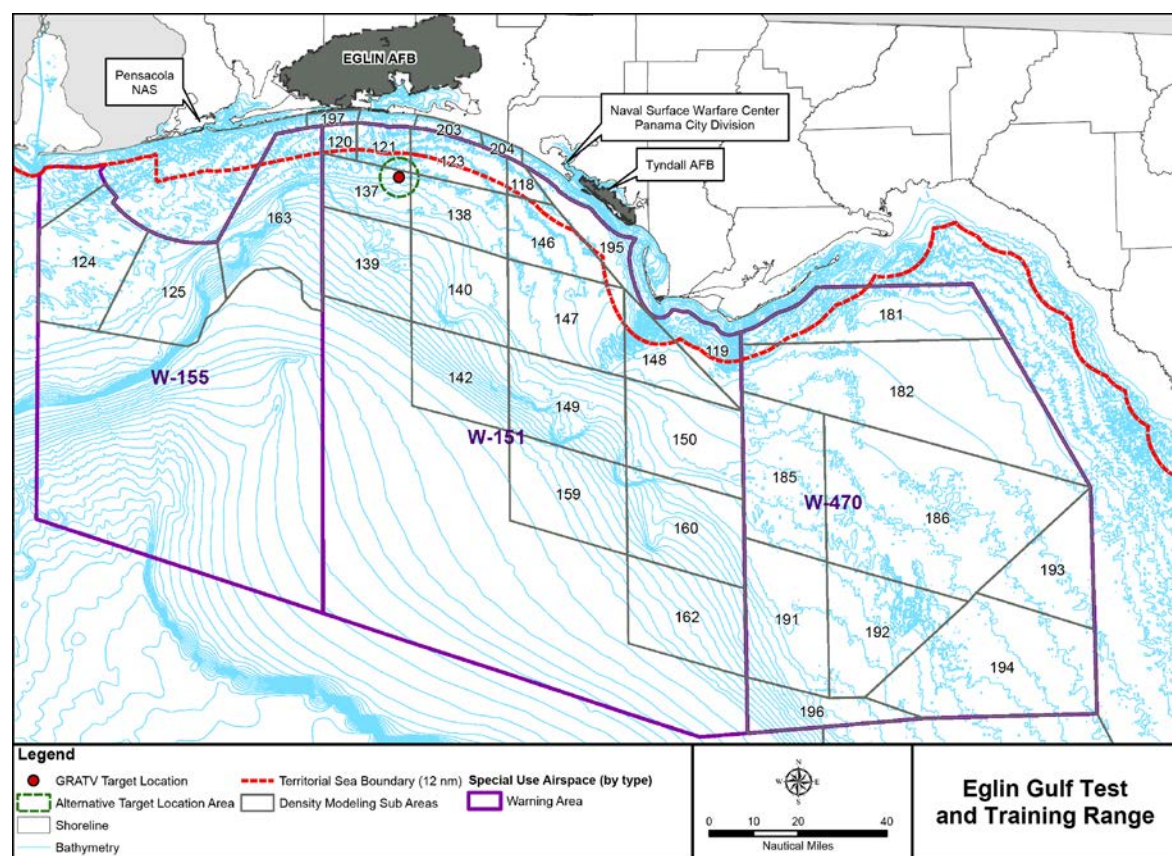 EGLIN AFB
Pensacola
NAS
Naval Surface Warfare Center
Panama City Division
Tyndall AFB
197
203
120
121
204
123
118
137
163
138
195
146
124
139
125
140
147
181
119
148
W-155
142
182
149
W-151
150
185
W-470
159
186
160
193
162
191
192
194
196
Legend
GRATV Target Location
Alternative Target Location Area
Shoreline
Bathymetry
Territorial Sea Boundary (12 nm)
Density Modeling Sub Areas
Special Use Airspace (by type)
Warning Area
N
W
E
S
0 10 20 40
Nautical Miles
Eglin Gulf Test
and Training Range